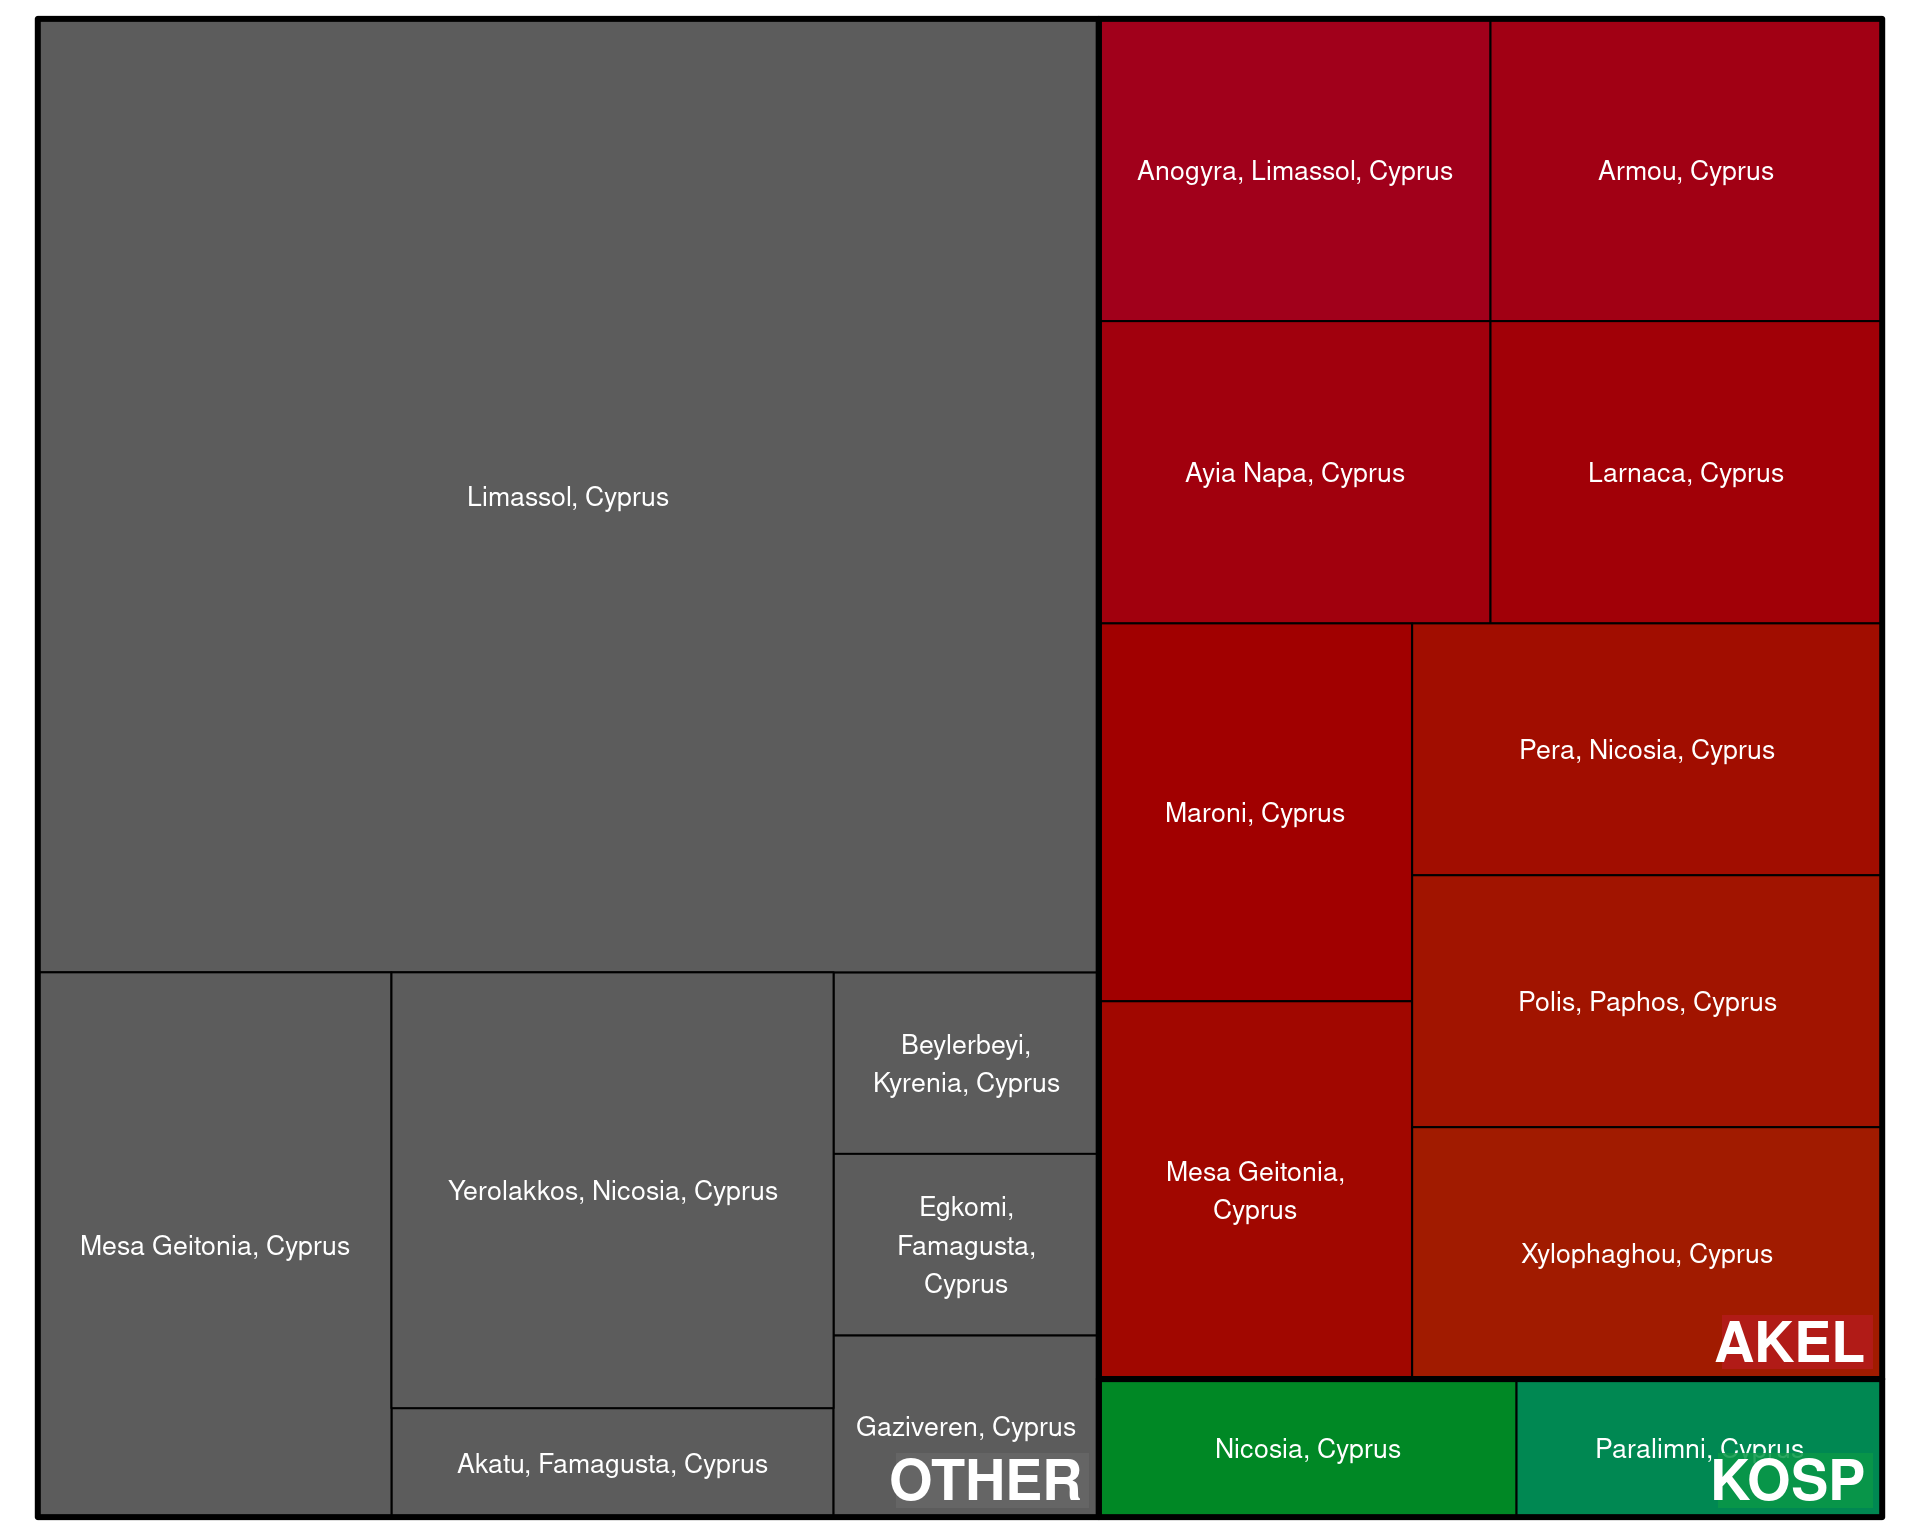 Limassol, Cyprus
Mesa Geitonia, Cyprus
Yerolakkos, Nicosia, Cyprus
Akatu, Famagusta, Cyprus
Beylerbeyi,
Kyrenia, Cyprus
Egkomi,
Famagusta,
Cyprus
Gaziveren, Cyprus
OTHER
Anogyra, Limassol, Cyprus
Armou, Cyprus
Ayia Napa, Cyprus
Larnaca, Cyprus
Maroni, Cyprus
Mesa Geitonia,
Cyprus
Pera, Nicosia, Cyprus
Polis, Paphos, Cyprus
Xylophaghou, Cyprus
AKEL
Nicosia, Cyprus
Paralimni, Cyprus
KOSP